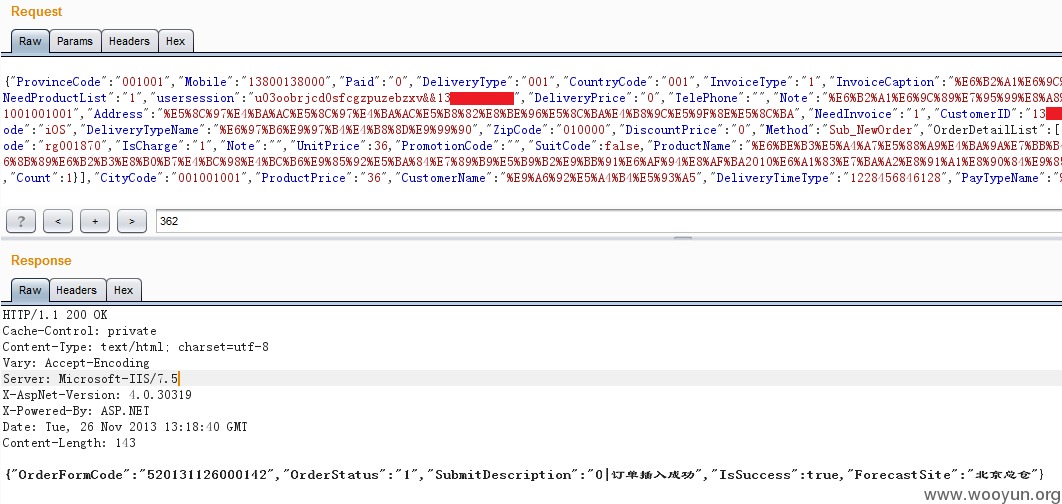 Request
Raw Params Headers Hex
{"ProvinceCode":"001001","Mobile":"13800138000","Paid":"0","DeliveryType":"001","CountryCode":"001","InvoiceType":"1","InvoiceCaption":"%E6%B2%A1%E6%9C
NeedProductList":"1","usersession":"u03oobrjcd0sfcgzpuzebzxv&&13 ","DeliveryPrice":"0","TelePhone":"","Note":"%E6%B2%A1%E6%9C%89%E7%95%99%E8%A8
1001001001","Address":"%E5%8C%97%E4%BA%AC%E5%8C%97%E4%BA%AC%E5%B8%82%E8%BE%96%E5%8C%BA%E4%B8%9C%E5%9F%8E%E5%8C%BA","NeedInvoice":"1","CustomerID":"13
code":"iOS","DeliveryTypeName":"%E6%97%B6%E9%97%B4%E4%B8%8D%E9%99%90","ZipCode":"010000","DiscountPrice":"0","Method":"Sub_NewOrder","OrderDetailList":[
code":"rg001870","IsCharge":"1","Note":"","UnitPrice":36,"PromotionCode":"","SuitCode":false,"ProductName":"%E6%BE%B3%E5%A4%A7%E5%88%A9%E4%BA%9A%E7%BB%B4
6%8B%89%E6%B2%B3%E8%B0%B7%E4%BC%98%E4%BC%B6%E9%85%92%E5%BA%84%E7%89%B9%E5%B9%B2%E9%BB%91%E6%AF%94%E8%AF%BA2010%E6%A1%83%E7%BA%A2%E8%91%A1%E8%90%84%E9%85
,"Count":1}],"CityCode":"001001001","ProductPrice":"36","CustomerName":"%E9%A6%92%E5%A4%B4%E5%93%A5","DeliveryTimeType":"1228456846128","PayTypeName":"%
? < + > 362
Response
Raw Headers Hex
HTTP/1.1 200 OK
Cache-Control: private
Content-Type: text/html; charset=utf-8
Vary: Accept-Encoding
Server: Microsoft-IIS/7.5
X-AspNet-Version: 4.0.30319
X-Powered-By: ASP.NET
Date: Tue, 26 Nov 2013 13:18:40 GMT
Content-Length: 143
{"OrderFormCode":"520131126000142","OrderStatus":"1","SubmitDescription":"0|订单插入成功","IsSuccess":true,"ForecastSite":"北京总仓"}
www.wooyun.org